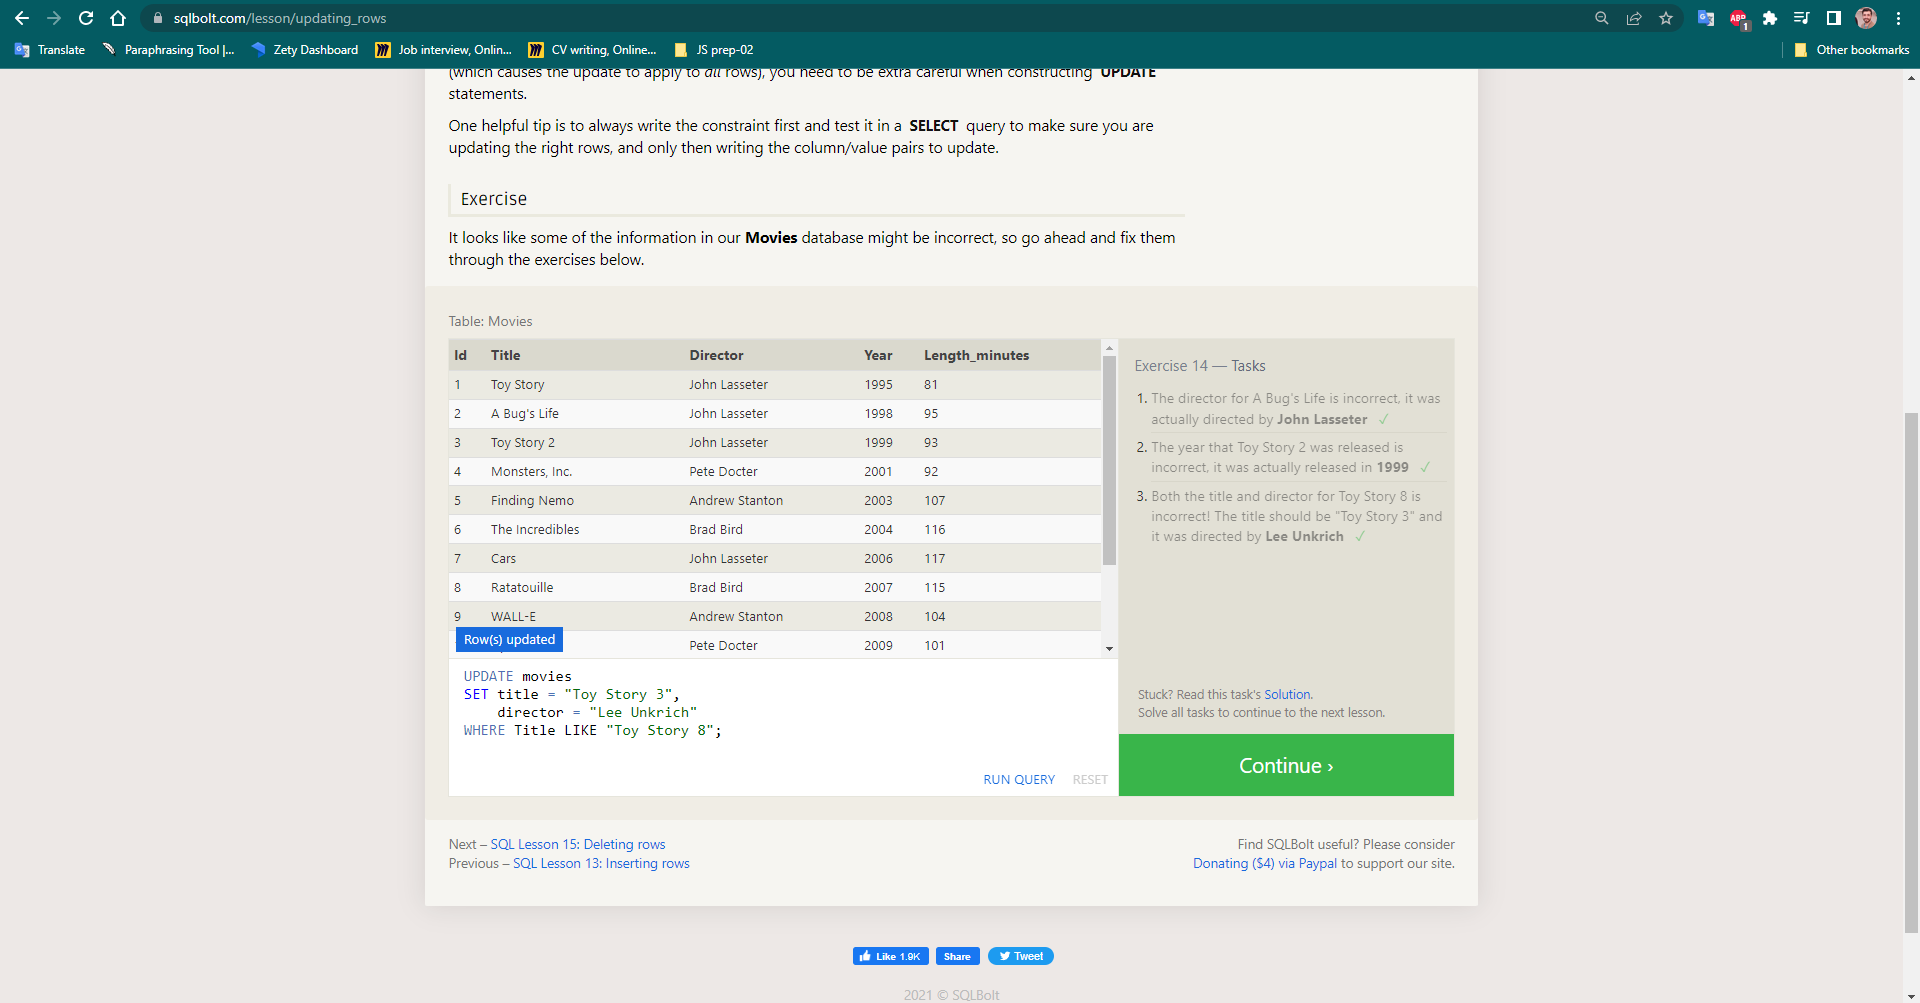 sqlbolt.com/lesson/updating_rows
Translate
Paraphrasing Tool |...
Zety Dashboard
Job interview, Onlin...
CV writing, Online...
JS prep-02
Other bookmarks
(which causes the update to apply to all rows), you need to be extra careful when constructing UPDATE
statements.
One helpful tip is to always write the constraint first and test it in a SELECT query to make sure you are
updating the right rows, and only then writing the column/value pairs to update.
Exercise
It looks like some of the information in our Movies database might be incorrect, so go ahead and fix them
through the exercises below.
Table: Movies
Id Title Director Year Length_minutes
1 Toy Story John Lasseter 1995 81
2 A Bug's Life John Lasseter 1998 95
3 Toy Story 2 John Lasseter 1999 93
4 Monsters, Inc. Pete Docter 2001 92
5 Finding Nemo Andrew Stanton 2003 107
6 The Incredibles Brad Bird 2004 116
7 Cars John Lasseter 2006 117
8 Ratatouille Brad Bird 2007 115
9 WALL-E Andrew Stanton 2008 104
Row(s) updated
Pete Docter 2009 101
UPDATE movies
SET title = "Toy Story 3",
director = "Lee Unkrich"
WHERE Title LIKE "Toy Story 8";
RUN QUERY RESET
Exercise 14 — Tasks
1. The director for A Bug's Life is incorrect, it was
actually directed by John Lasseter ✓
2. The year that Toy Story 2 was released is
incorrect, it was actually released in 1999 ✓
3. Both the title and director for Toy Story 8 is
incorrect! The title should be "Toy Story 3" and
it was directed by Lee Unkrich ✓
Stuck? Read this task's Solution.
Solve all tasks to continue to the next lesson.
Continue ›
Next – SQL Lesson 15: Deleting rows
Previous – SQL Lesson 13: Inserting rows
Find SQLBolt useful? Please consider
Donating ($4) via Paypal to support our site.
Like 1.9K
Share
Tweet
2021 © SQLBolt